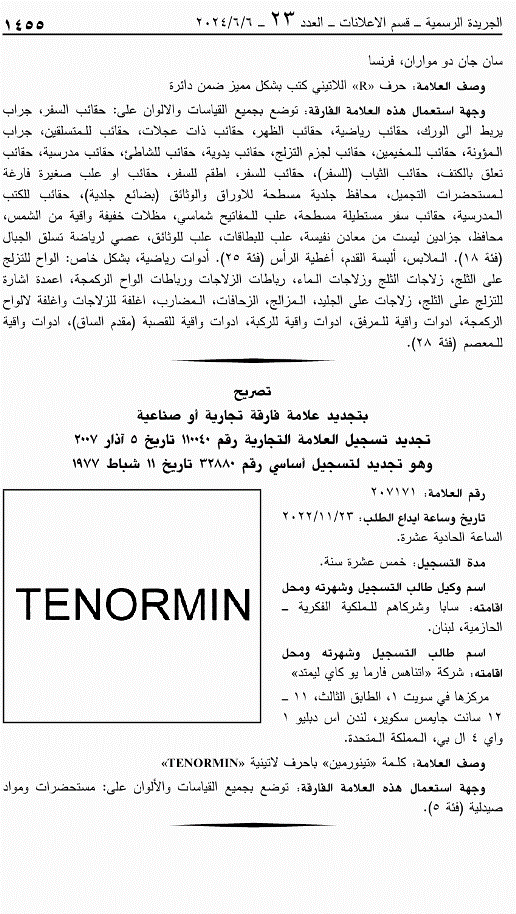 الجريدة الرسمية ــ قسم الاعلانات ــ العدد ٢٣ ــ ٢٠٢٤/٦/٦
١٤٥٥
سان جان دو مواران، فرنسا
وصف العلامة: حرف «R» اللاتيني كتب بشكل مميز ضمن دائرة
وجهة استعمال هذه العلامة الفارقة: توضع بجميع القياسات والالوان على: حقائب السفر، جراب
يربط الى الورك، حقائب رياضية، حقائب الظهر، حقائب ذات عجلات، حقائب للمتسلقين، جراب
المؤونة، حقائب للمخيمين، حقائب لجزم التزلج، حقائب يدوية، حقائب للشاطئ، حقائب مدرسية، حقائب
تعلق بالكتف، حقائب الثياب (للسفر)، حقائب للسفر، اطقم للسفر، حقائب او علب صغيرة فارغة
لمستحضرات التجميل، محافظ جلدية مسطحة للاوراق والوثائق (بضائع جلدية)، حقائب للكتب
المدرسية، حقائب سفر مستطيلة مسطحة، علب للمفاتيح شماسي، مظلات خفيفة واقية من الشمس،
محافظ، جزادين ليست من معادن نفيسة، علب للبطاقات، علب للوثائق، عصي لرياضة تسلق الجبال
(فئة ١٨). الملابس، ألبسة القدم، أغطية الرأس (فئة ٢٥). أدوات رياضية، بشكل خاص: الواح للتزلج
على الثلج، زلاجات الثلج وزلاجات الماء، رباطات الزلاجات ورباطات الواح الركمجة، اعمدة اشارة
للتزلج على الثلج، زلاجات على الجليد، المزالج، الزحافات، المضارب، اغلفة للزلاجات واغلفة لالواح
الركمجة، ادوات واقية للمرفق، ادوات واقية للركبة، ادوات واقية للقصبة (مقدم الساق)، ادوات واقية
للمعصم (فئة ٢٨).
تصريح
بتجديد علامة فارقة تجارية أو صناعية
تجديد تسجيل العلامة التجارية رقم ١١٠٠٤٠ تاريخ ٥ آذار ٢٠٠٧
وهو تجديد لتسجيل أساسي رقم ٣٢٨٨٠ تاريخ ١١ شباط ١٩٧٧
رقم العلامة: ٢٠٧١٧١
تاريخ وساعة ايداع الطلب: ٢٠٢٢/١١/٢٣
الساعة الحادية عشرة.
مدة التسجيل: خمس عشرة سنة.
اسم وكيل طالب التسجيل وشهرته ومحل
اقامته: سابا وشركاهم للملكية الفكرية ــ
الحازمية، لبنان.
اسم طالب التسجيل وشهرته ومحل
اقامته: شركة «اتناهس فارما يو كاي ليمتد»
مركزها في سويت ١، الطابق الثالث، ١١ ــ
١٢ سانت جايمس سكوير، لندن اس دبليو ١
واي ٤ ال بي، المملكة المتحدة.
TENORMIN
وصف العلامة: كلمة «تينورمين» باحرف لاتينية «TENORMIN»
وجهة استعمال هذه العلامة الفارقة: توضع بجميع القياسات والألوان على: مستحضرات ومواد
صيدلية (فئة ٥).